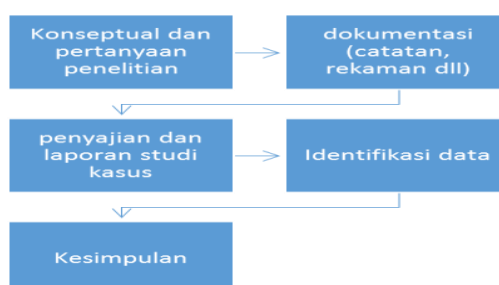 Konseptual dan
pertanyaan
penelitian
dokumentasi
(catatan,
rekaman dll)
penyajian dan
laporan studi
kasus
Identifikasi data
Kesimpulan